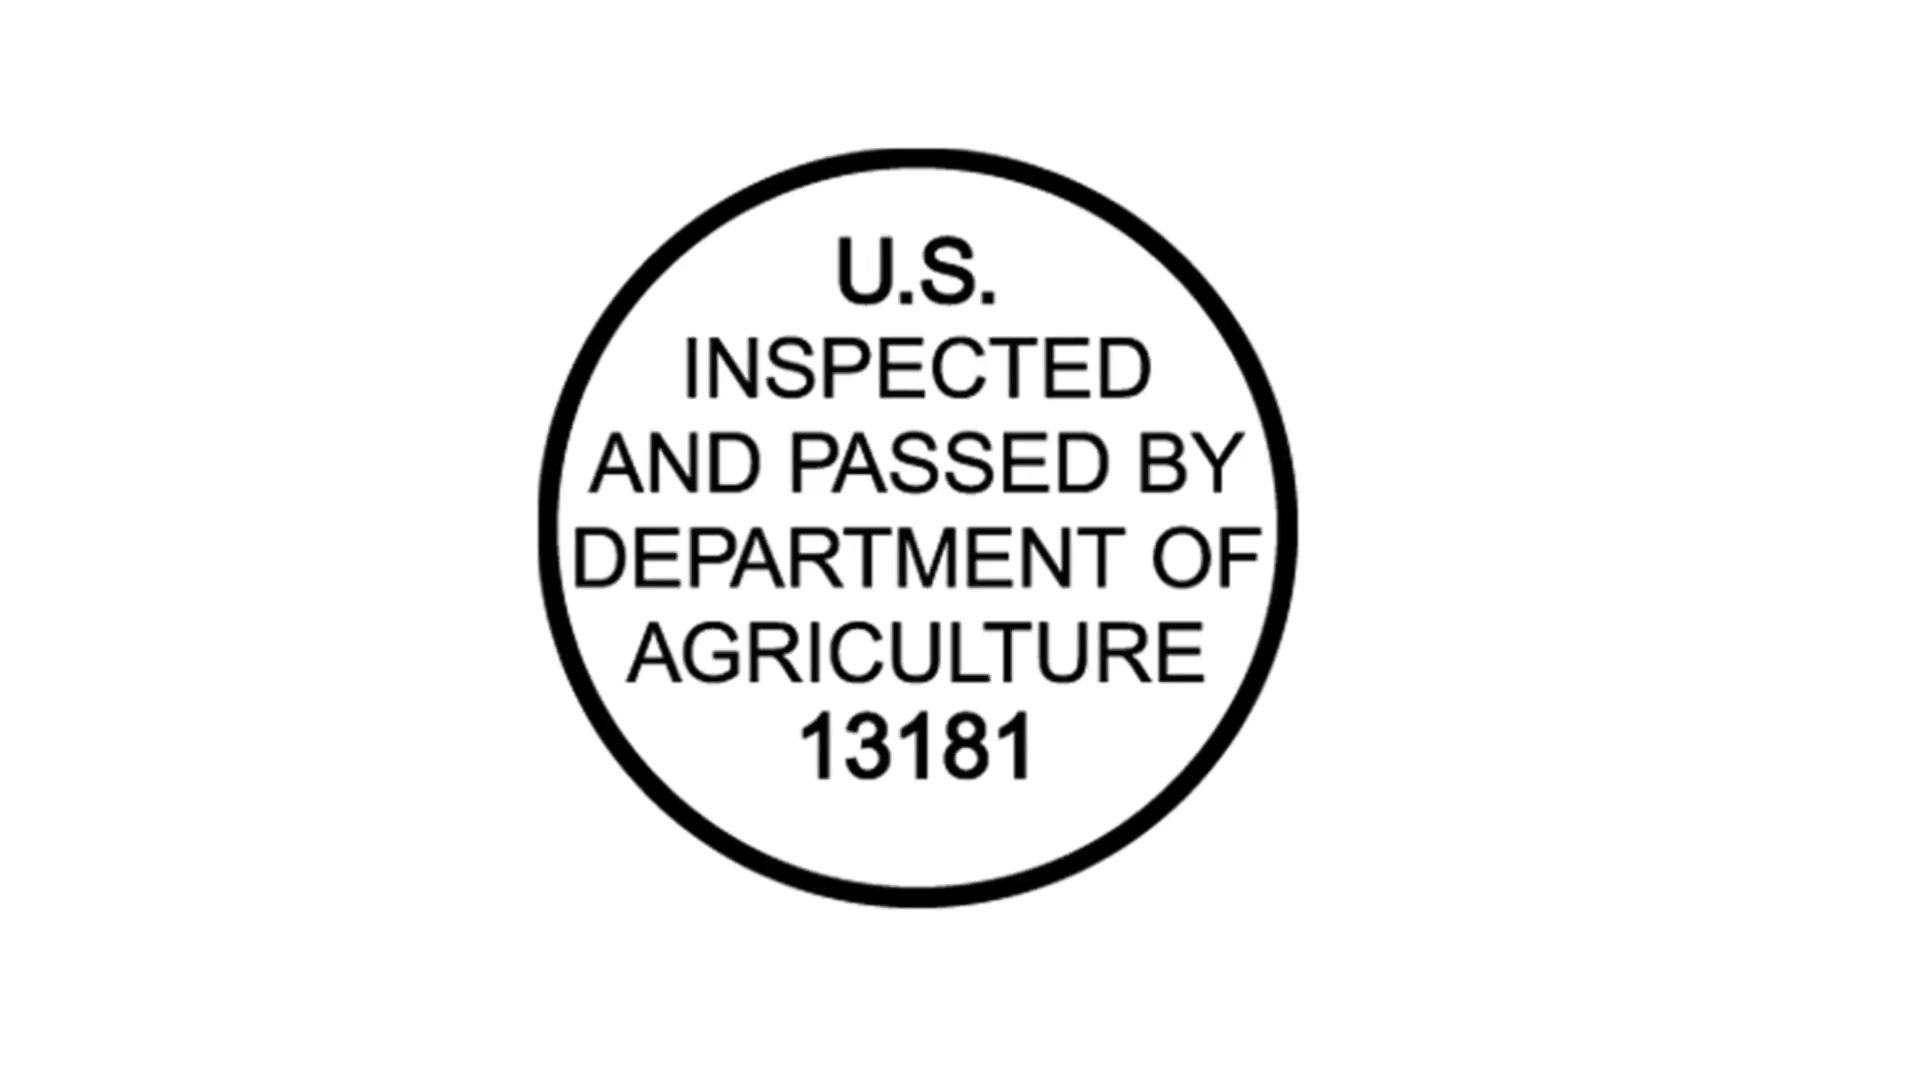 U.S.
INSPECTED
AND PASSED BY
DEPARTMENT OF
AGRICULTURE
13181